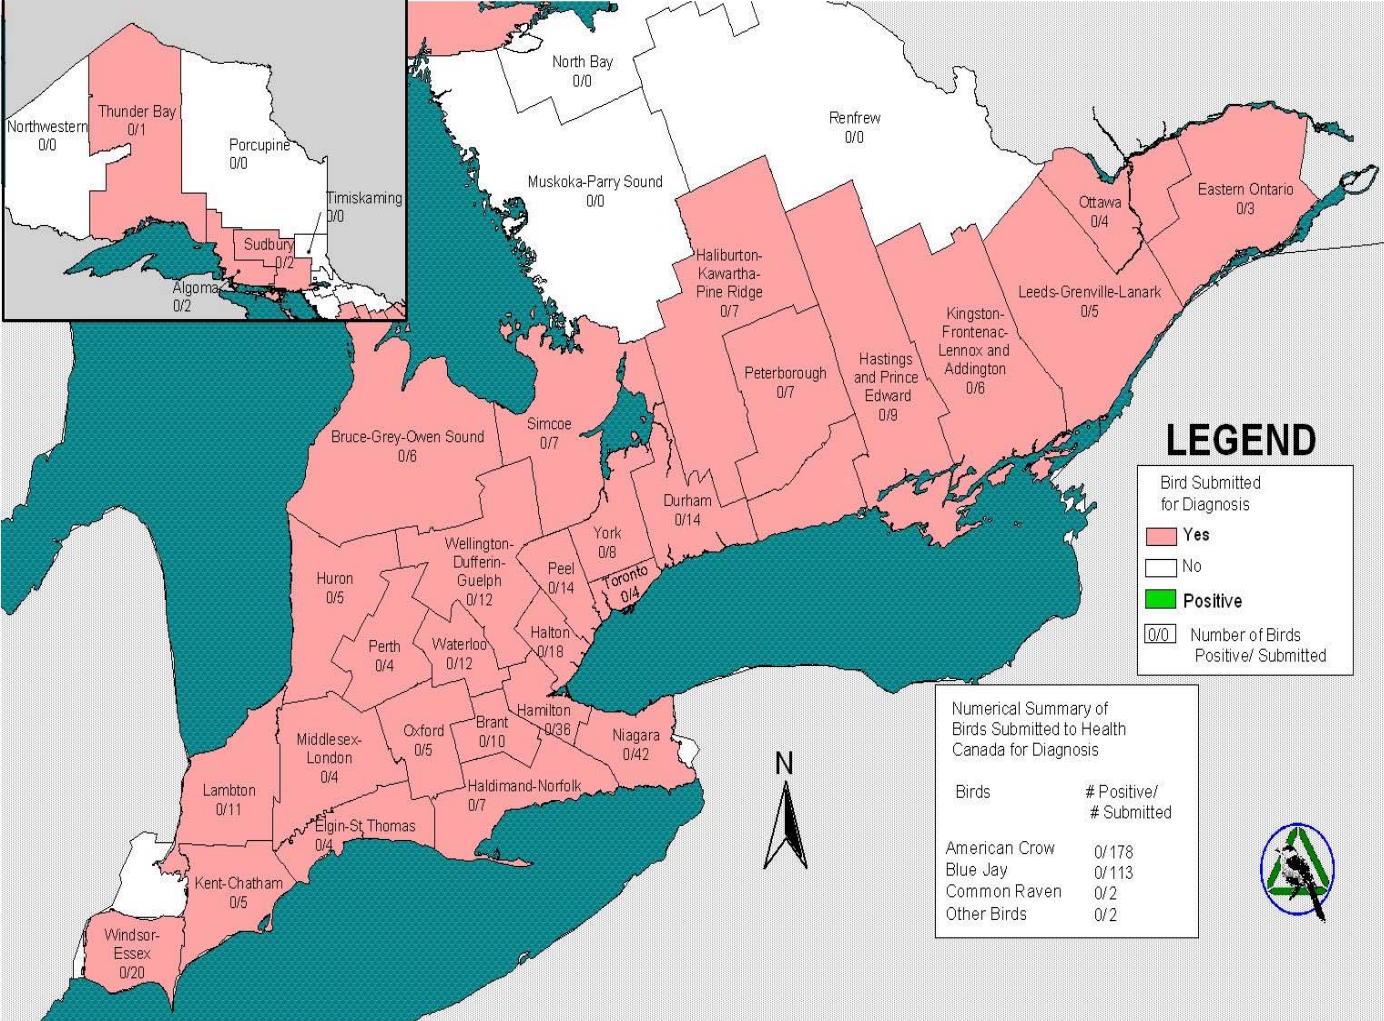 Northwestern
0/0
Thunder Bay
0/1
Porcupine
0/0
Timiskaming
0/0
Sudbury
0/2
Algoma
0/2
North Bay
0/0
Renfrew
0/0
Muskoka-Parry Sound
0/0
Ottawa
0/4
Eastern Ontario
0/3
Haliburton-
Kawartha-
Pine Ridge
0/7
Leeds-Grenville-Lanark
0/5
Kingston-
Frontenac-
Lennox and
Addington
0/6
Peterborough
0/7
Hastings
and Prince
Edward
0/9
Bruce-Grey-Owen Sound
0/6
Simcoe
0/7
Durham
0/14
York
0/8
Toronto
0/4
Wellington-
Dufferin-
Guelph
0/12
Peel
0/14
Huron
0/5
Perth
0/4
Waterloo
0/12
Halton
0/18
Hamilton
0/36
Niagara
0/42
Brant
0/10
Oxford
0/5
Middlesex-
London
0/4
Haldimand-Norfolk
0/7
Lambton
0/11
Elgin-St Thomas
0/4
Kent-Chatham
0/5
Windsor-
Essex
0/20
N
LEGEND
Bird Submitted
for Diagnosis
Yes
No
Positive
0/0 Number of Birds
Positive/ Submitted
Numerical Summary of
Birds Submitted to Health
Canada for Diagnosis
Birds # Positive/
# Submitted
American Crow 0/178
Blue Jay 0/113
Common Raven 0/2
Other Birds 0/2